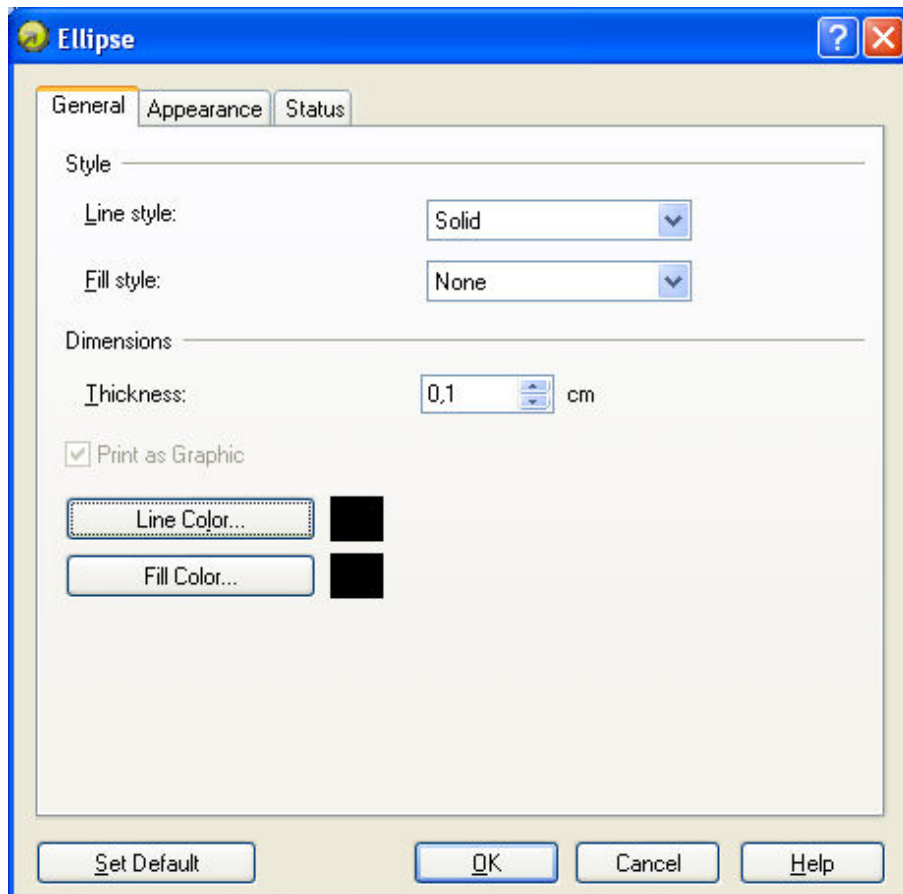 Ellipse
General Appearance Status
Style
Line style: Solid
Fill style: None
Dimensions
Thickness: 0,1 cm
Print as Graphic
Line Color...
Fill Color...
Set Default OK Cancel Help